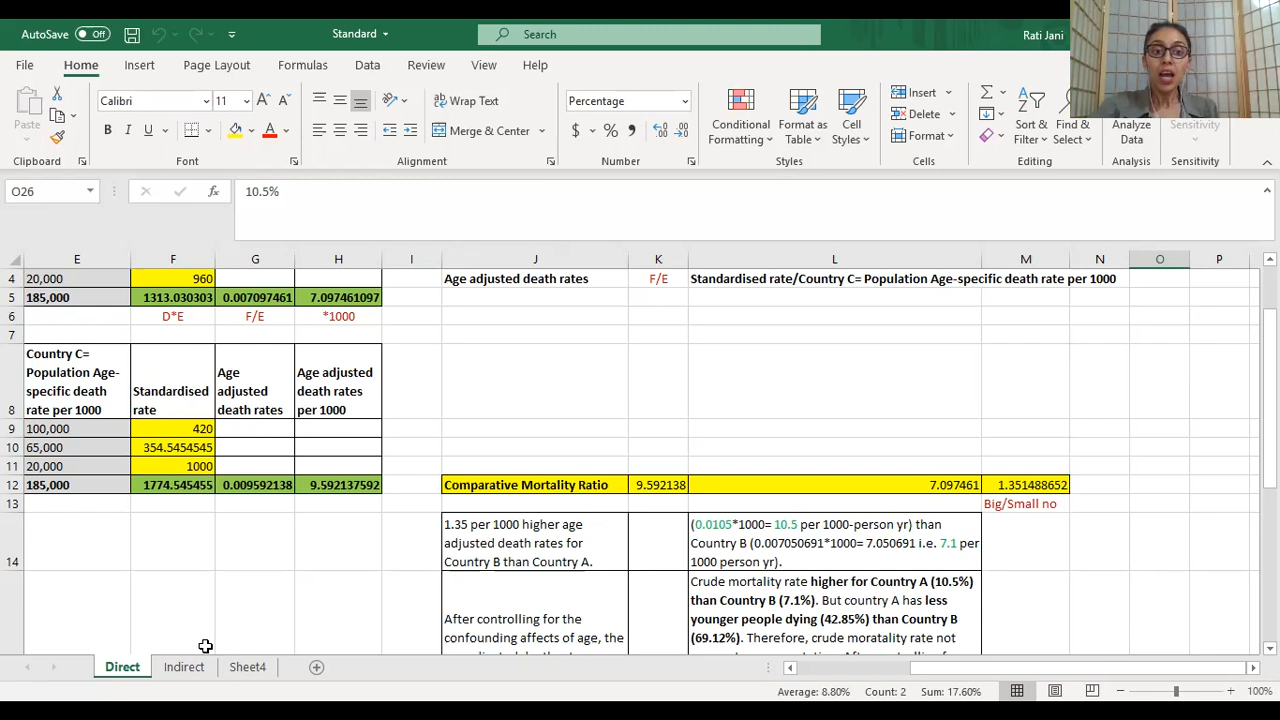 AutoSave Off Standard Search Rati Jani
File Home Insert Page Layout Formulas Data Review View Help
Paste Calibri 11 Wrap Text Percentage Conditional Formatting Format as Table Cell Styles Insert Sort & Filter Find & Select Analyze Data Sensitivity
B I U Merge & Center $ % Delete
Format
Clipboard Font Alignment Number Styles Cells Editing Analysis Sensitivity
O26 fx 10.5%
E F G H I J K L M N O P
4 20,000 960 Age adjusted death rates F/E Standardised rate/Country C= Population Age-specific death rate per 1000
5 185,000 1313.030303 0.007097461 7.097461097
6 D*E F/E *1000
7
Country C=
Population Age- Age Age adjusted
specific death Standardised adjusted death rates
8 rate per 1000 rate death rates per 1000
9 100,000 420
10 65,000 354.5454545
11 20,000 1000
12 185,000 1774.545455 0.009592138 9.592137592 Comparative Mortality Ratio 9.592138 7.097461 1.351488652
13 Big/Small no
1.35 per 1000 higher age (0.0105*1000= 10.5 per 1000-person yr) than
adjusted death rates for Country B (0.007050691*1000= 7.050691 i.e. 7.1 per
14 Country B than Country A. 1000 person yr).
Crude mortality rate higher for Country A (10.5%)
than Country B (7.1%). But country A has less
After controlling for the younger people dying (42.85%) than Country B
confounding affects of age, the (69.12%). Therefore, crude moratality rate not
Direct Indirect Sheet4
Average: 8.80% Count: 2 Sum: 17.60% 100%